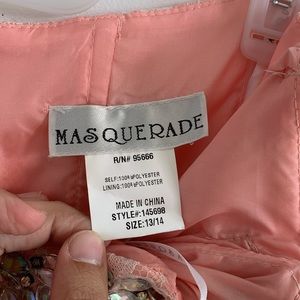 MASQUERADE
R/N# 95666
SELF:100%POLYESTER
LINING:100%POLYESTER
MADE IN CHINA
STYLE#:145698
SIZE:13/14